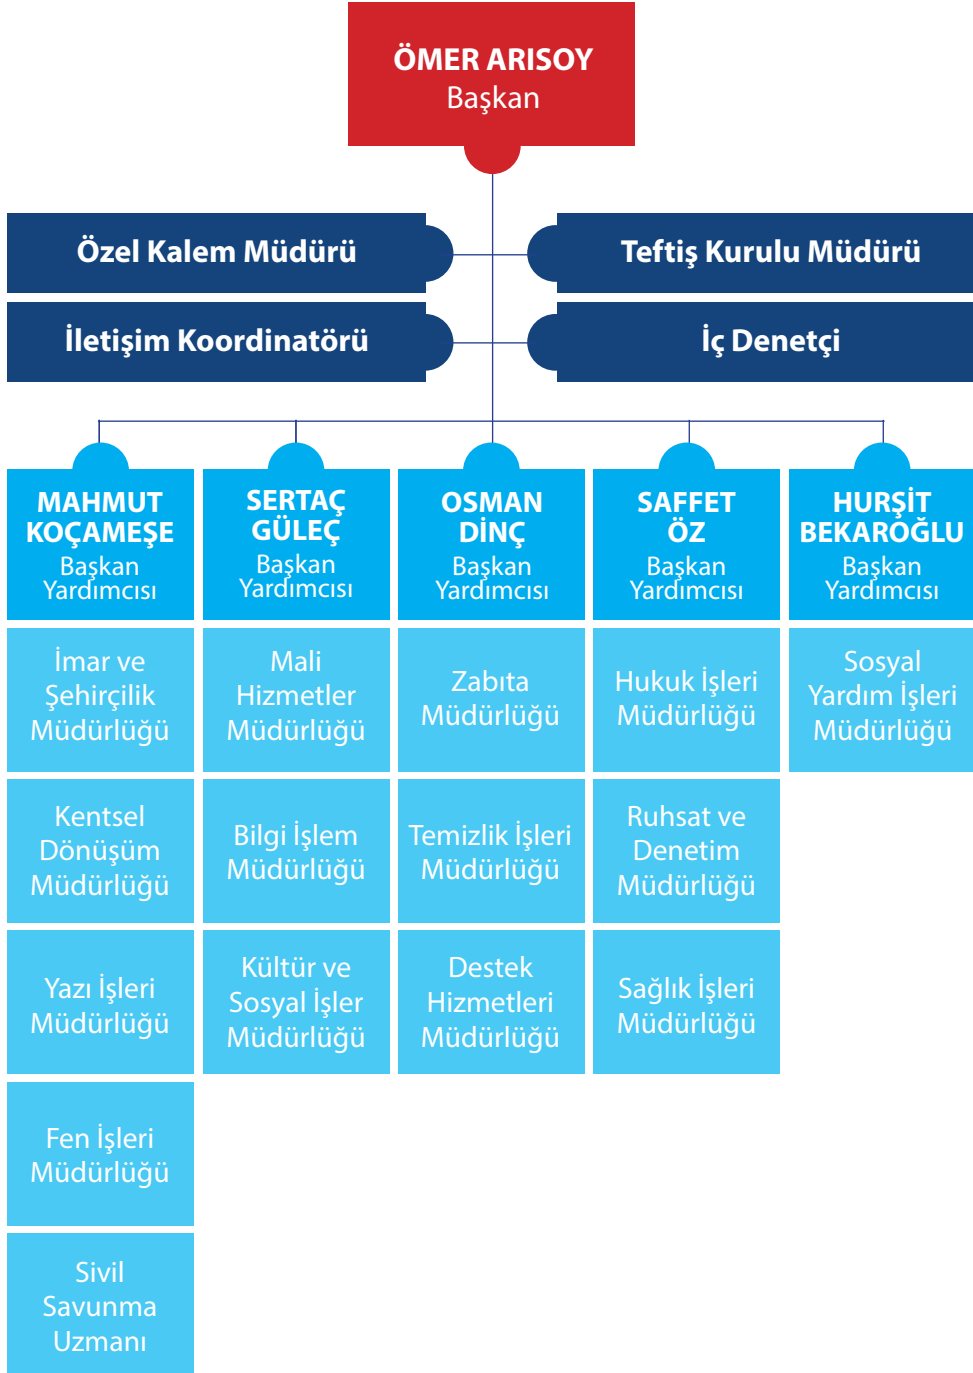 ÖMER ARISOY
Başkan
Özel Kalem Müdürü
Teftiş Kurulu Müdürü
İletişim Koordinatörü
İç Denetçi
MAHMUT
KOÇAMEŞE
Başkan
Yardımcısı
İmar ve
Şehirçilik
Müdürlüğü
Kentsel
Dönüşüm
Müdürlüğü
Yazı İşleri
Müdürlüğü
Fen İşleri
Müdürlüğü
Sivil
Savunma
Uzmanı
SERTAÇ
GÜLEÇ
Başkan
Yardımcısı
Mali
Hizmetler
Müdürlüğü
Bilgi İşlem
Müdürlüğü
Kültür ve
Sosyal İşler
Müdürlüğü
OSMAN
DİNÇ
Başkan
Yardımcısı
Zabıta
Müdürlüğü
Temizlik İşleri
Müdürlüğü
Destek
Hizmetleri
Müdürlüğü
SAFFET
ÖZ
Başkan
Yardımcısı
Hukuk İşleri
Müdürlüğü
Ruhsat ve
Denetim
Müdürlüğü
Sağlık İşleri
Müdürlüğü
HURŞİT
BEKAROĞLU
Başkan
Yardımcısı
Sosyal
Yardım İşleri
Müdürlüğü